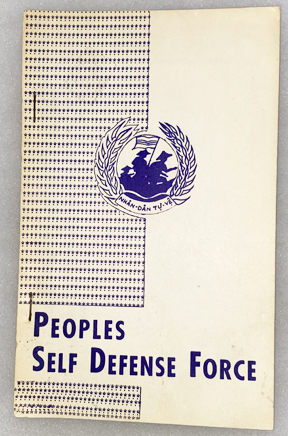 NHÂN-DÂN TỰ-VỆ
PEOPLES
SELF DEFENSE FORCE